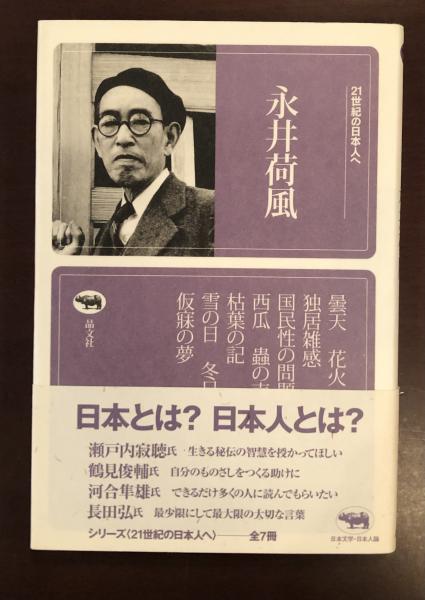 21世紀の日本人へ
永井荷風
曇天 花火
独居雑感
国民性の問題
西瓜 蟲の声
枯葉の記
雪の日 冬日
仮寐の夢
晶文社
日本とは? 日本人とは?
瀬戸内寂聴氏 生きる秘伝の智慧を授かってほしい
鶴見俊輔氏 自分のものさしをつくる助けに
河合隼雄氏 できるだけ多くの人に読んでもらいたい
長田弘氏 最少限にして最大限の大切な言葉
シリーズ〈21世紀の日本人へ〉——全7冊
日本文学・日本人論